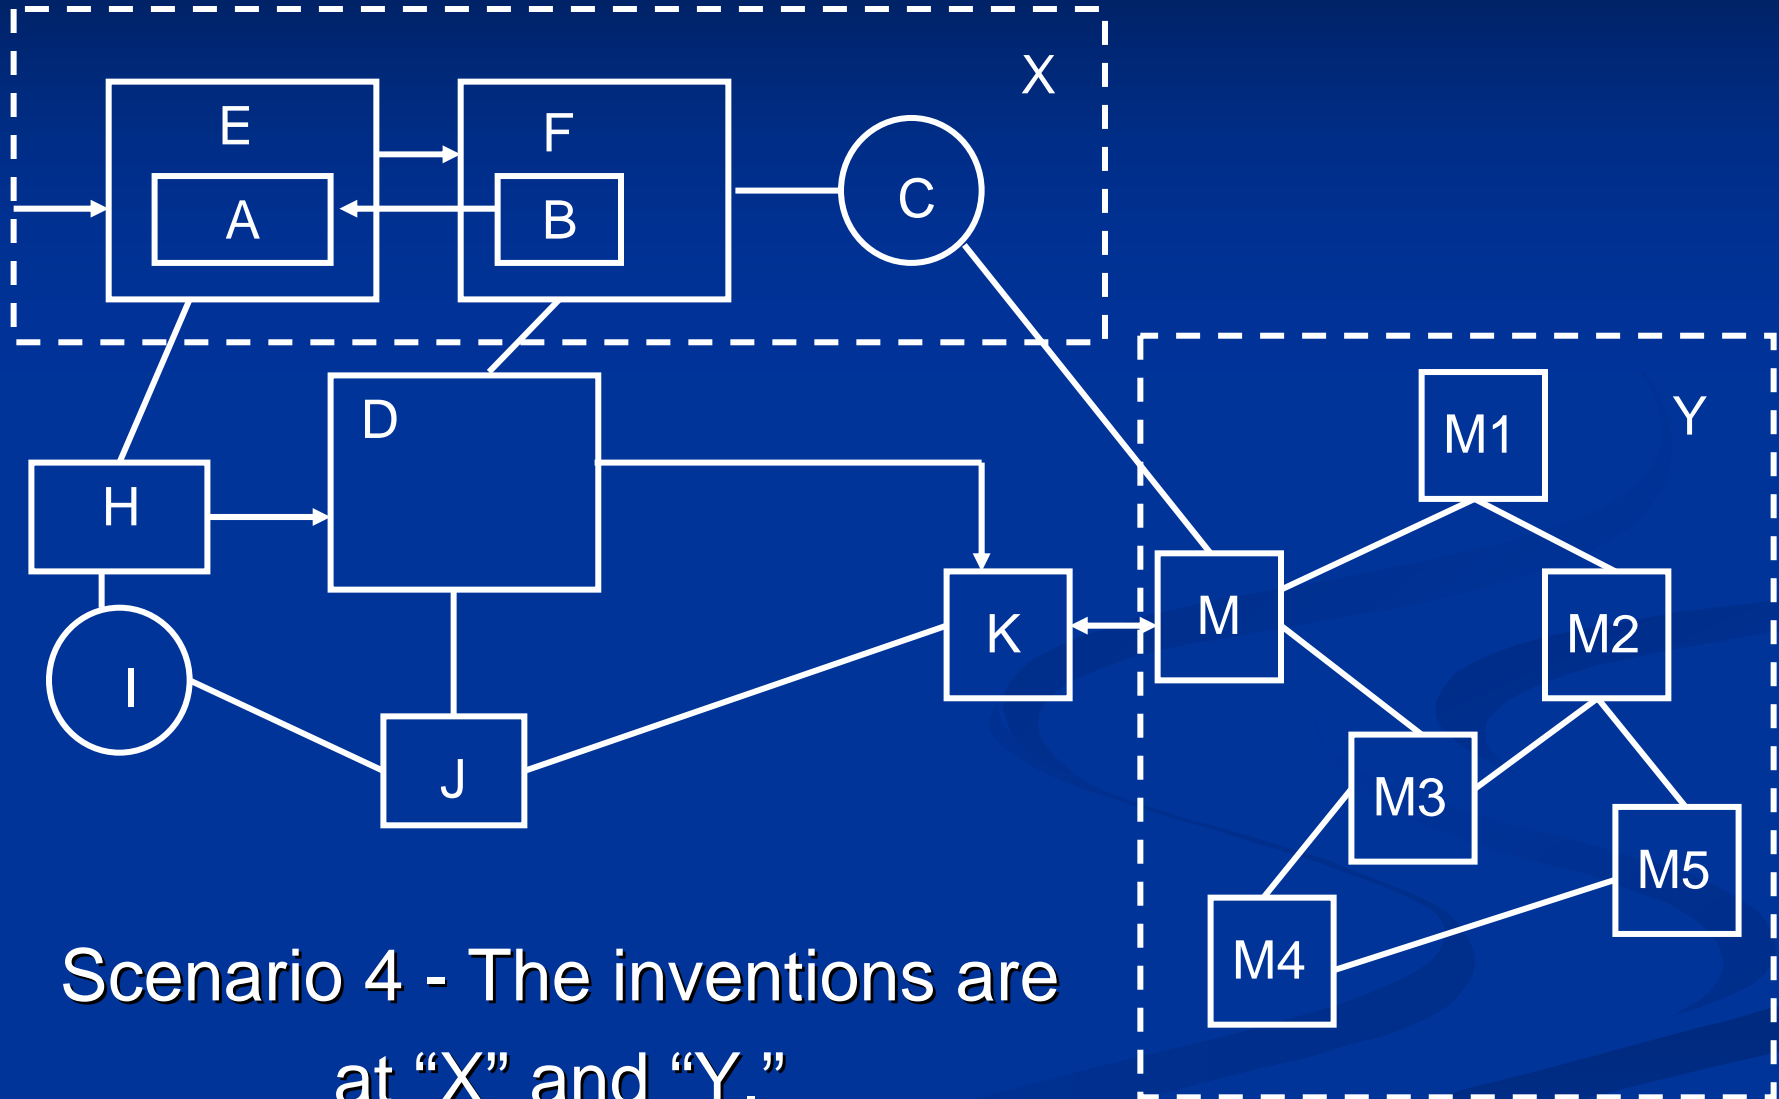 X
E
F
A
B
C
D
Y
M1
H
K
M
M2
I
J
M3
M5
M4
Scenario 4 - The inventions are
at “X” and “Y.”